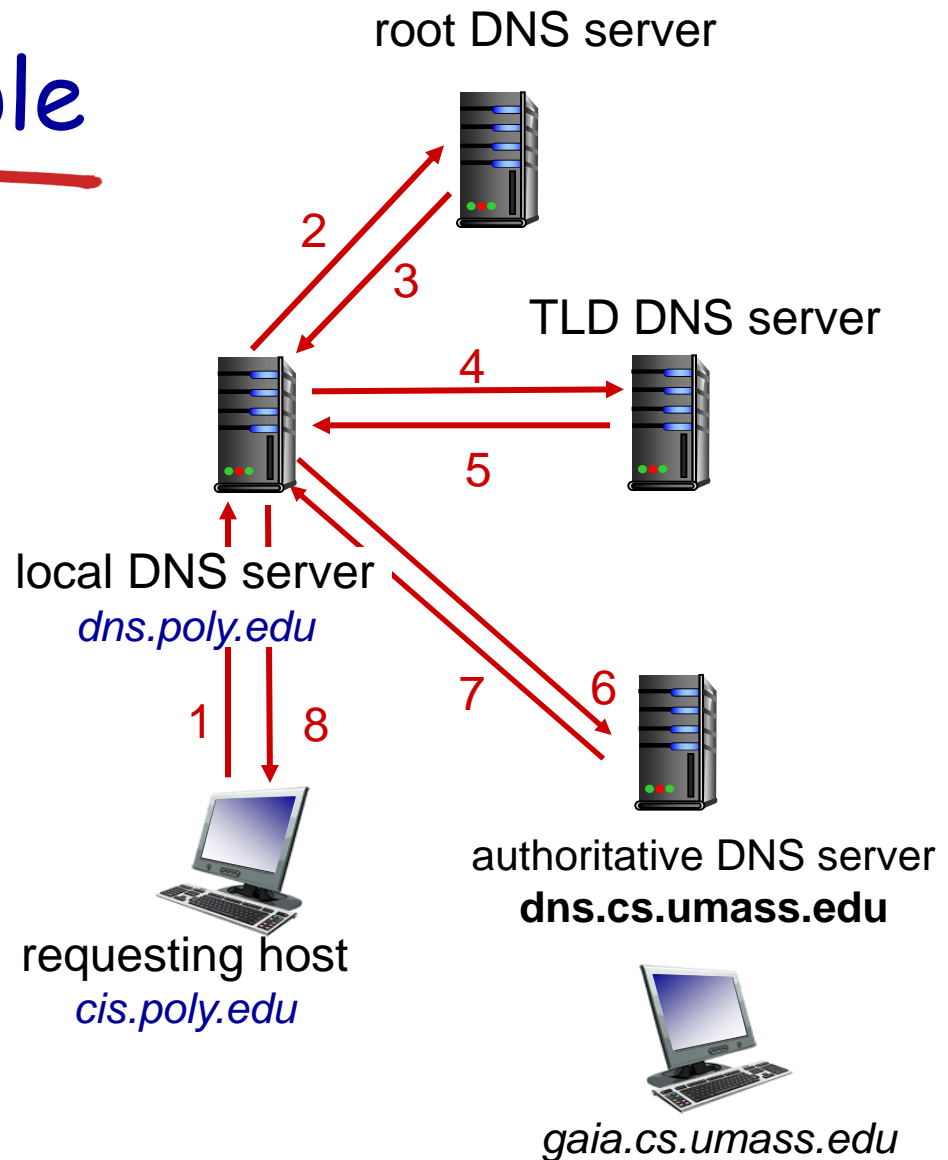 root DNS server
2
3
TLD DNS server
4
5
local DNS server
dns.poly.edu
7
6
1
8
authoritative DNS server
dns.cs.umass.edu
requesting host
cis.poly.edu
gaia.cs.umass.edu